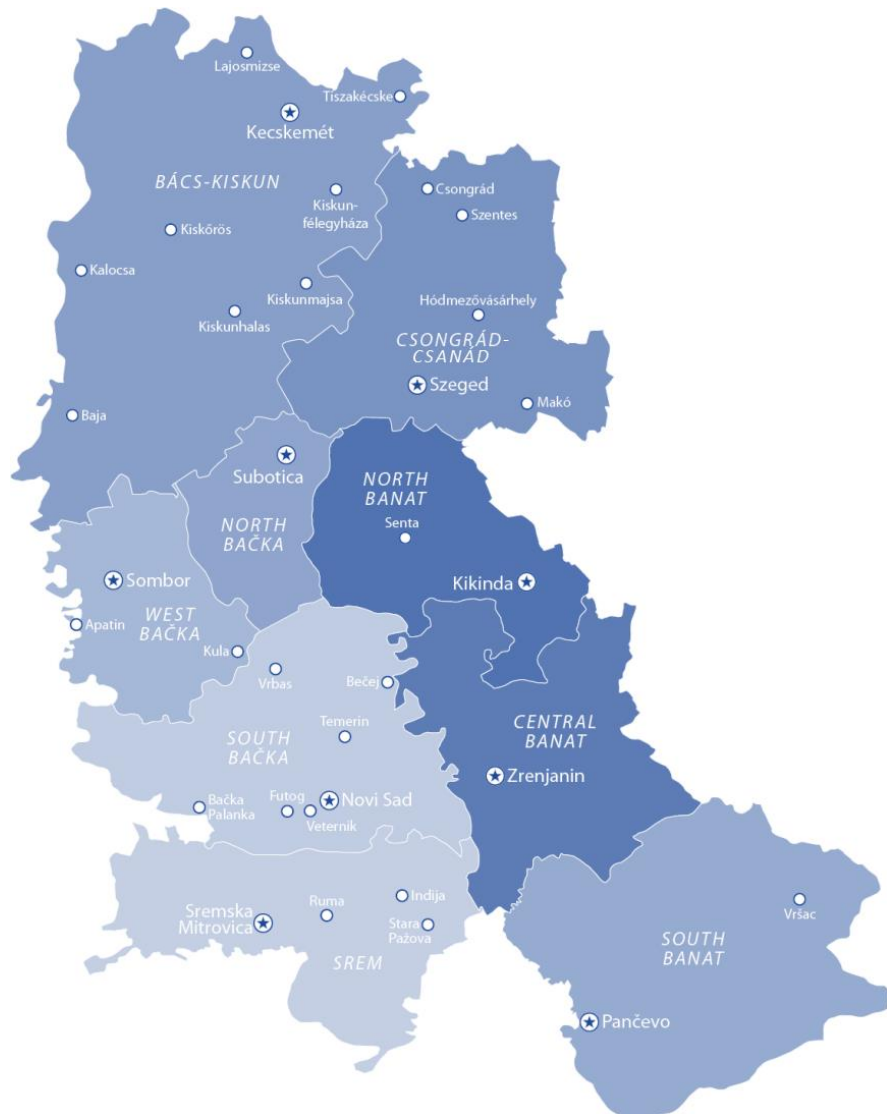 Lajosmizse
Tiszakécske
Kecskemét
BÁCS-KISKUN
Kiskun-
félegyháza
Csongrád
Szentes
Kiskőrös
Kalocsa
Kiskunmajsa
Kiskunhalas
Hódmezővásárhely
CSONGRÁD-
CSANÁD
Szeged
Makó
Baja
Subotica
NORTH
BANAT
Senta
NORTH
BAČKA
Kikinda
Sombor
WEST
BAČKA
Apatin
Kula
Vrbas
Bečej
Temerin
SOUTH
BAČKA
CENTRAL
BANAT
Zrenjanin
Bačka
Palanka
Futog
Novi Sad
Veternik
Sremska
Mitrovica
Ruma
Inđija
Stara
Pažova
SREM
Vršac
SOUTH
BANAT
Pančevo